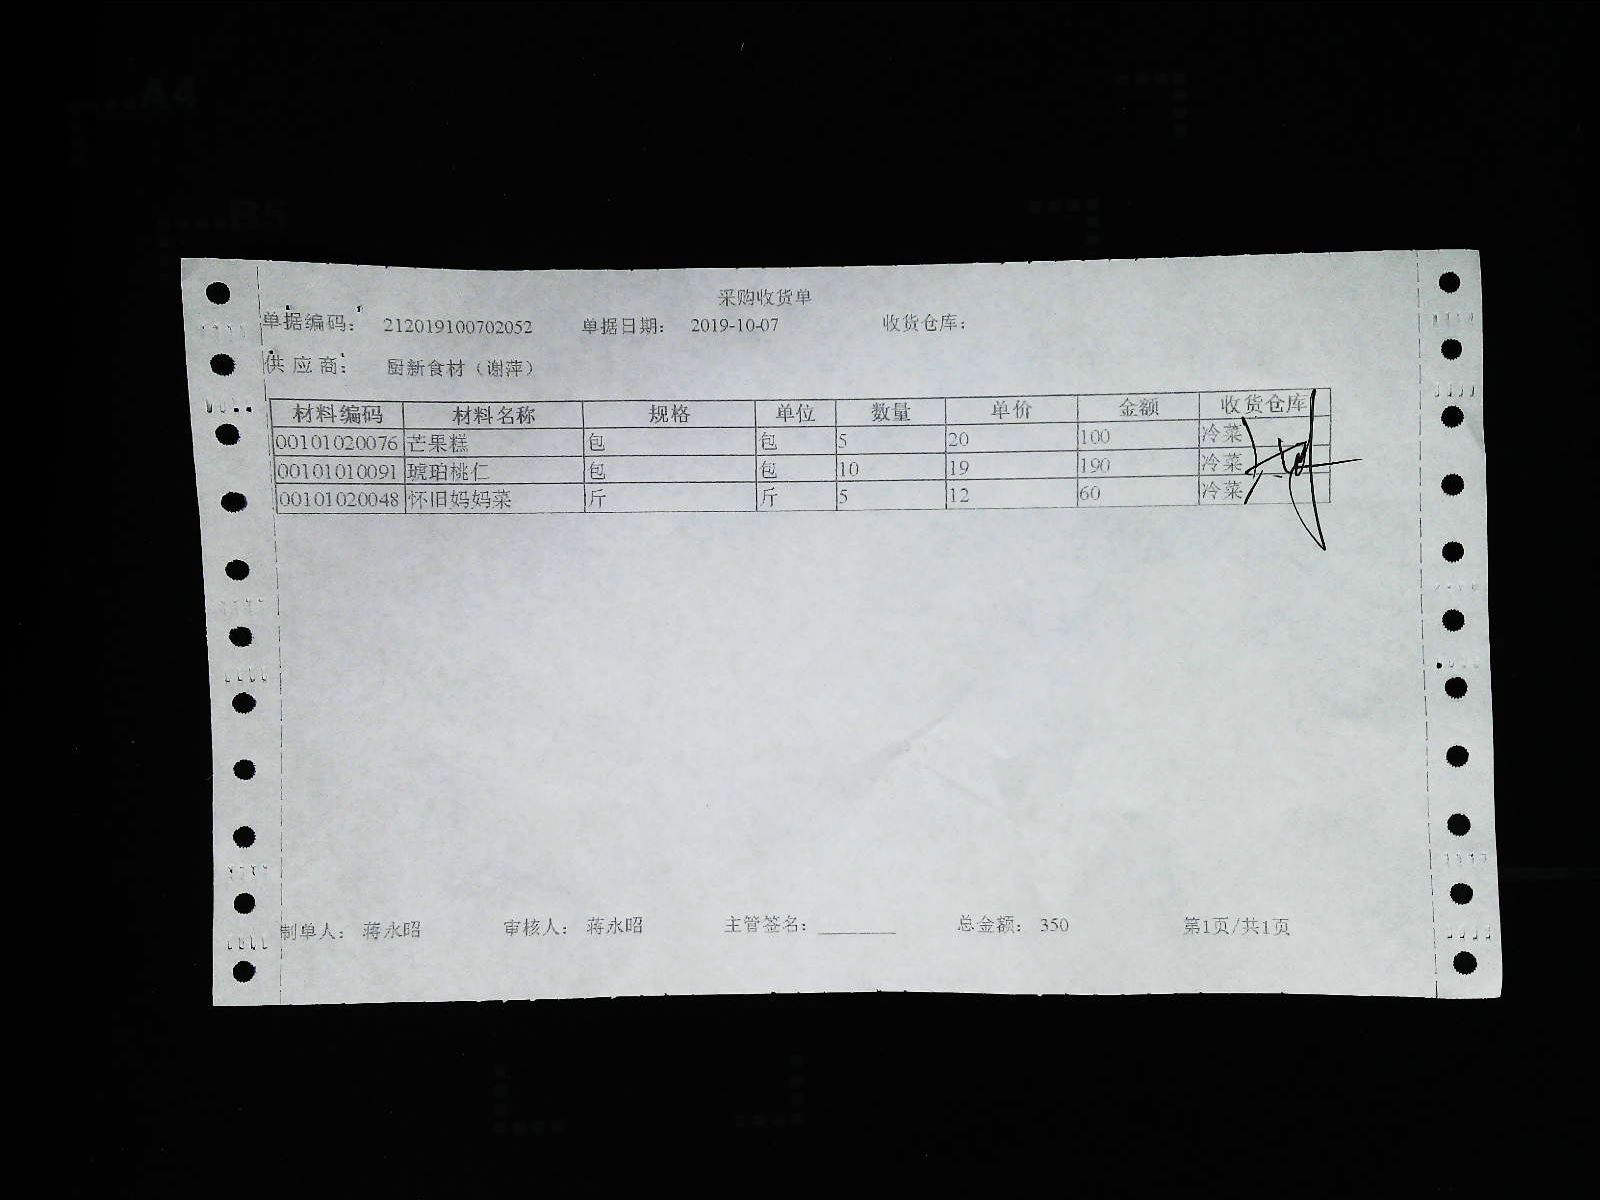 采购收货单
单据编码： 212019100702052 单据日期： 2019-10-07 收货仓库：
供应商： 厨新食材（谢萍）
材料编码 材料名称 规格 单位 数量 单价 金额 收货仓库
00101020076 芒果糕 包 包 5 20 100 冷菜
00101010091 琥珀桃仁 包 包 10 19 190 冷菜
00101020048 怀旧妈妈菜 斤 斤 5 12 60 冷菜
制单人： 蒋永昭 审核人： 蒋永昭 主管签名：________ 总金额： 350 第1页/共1页